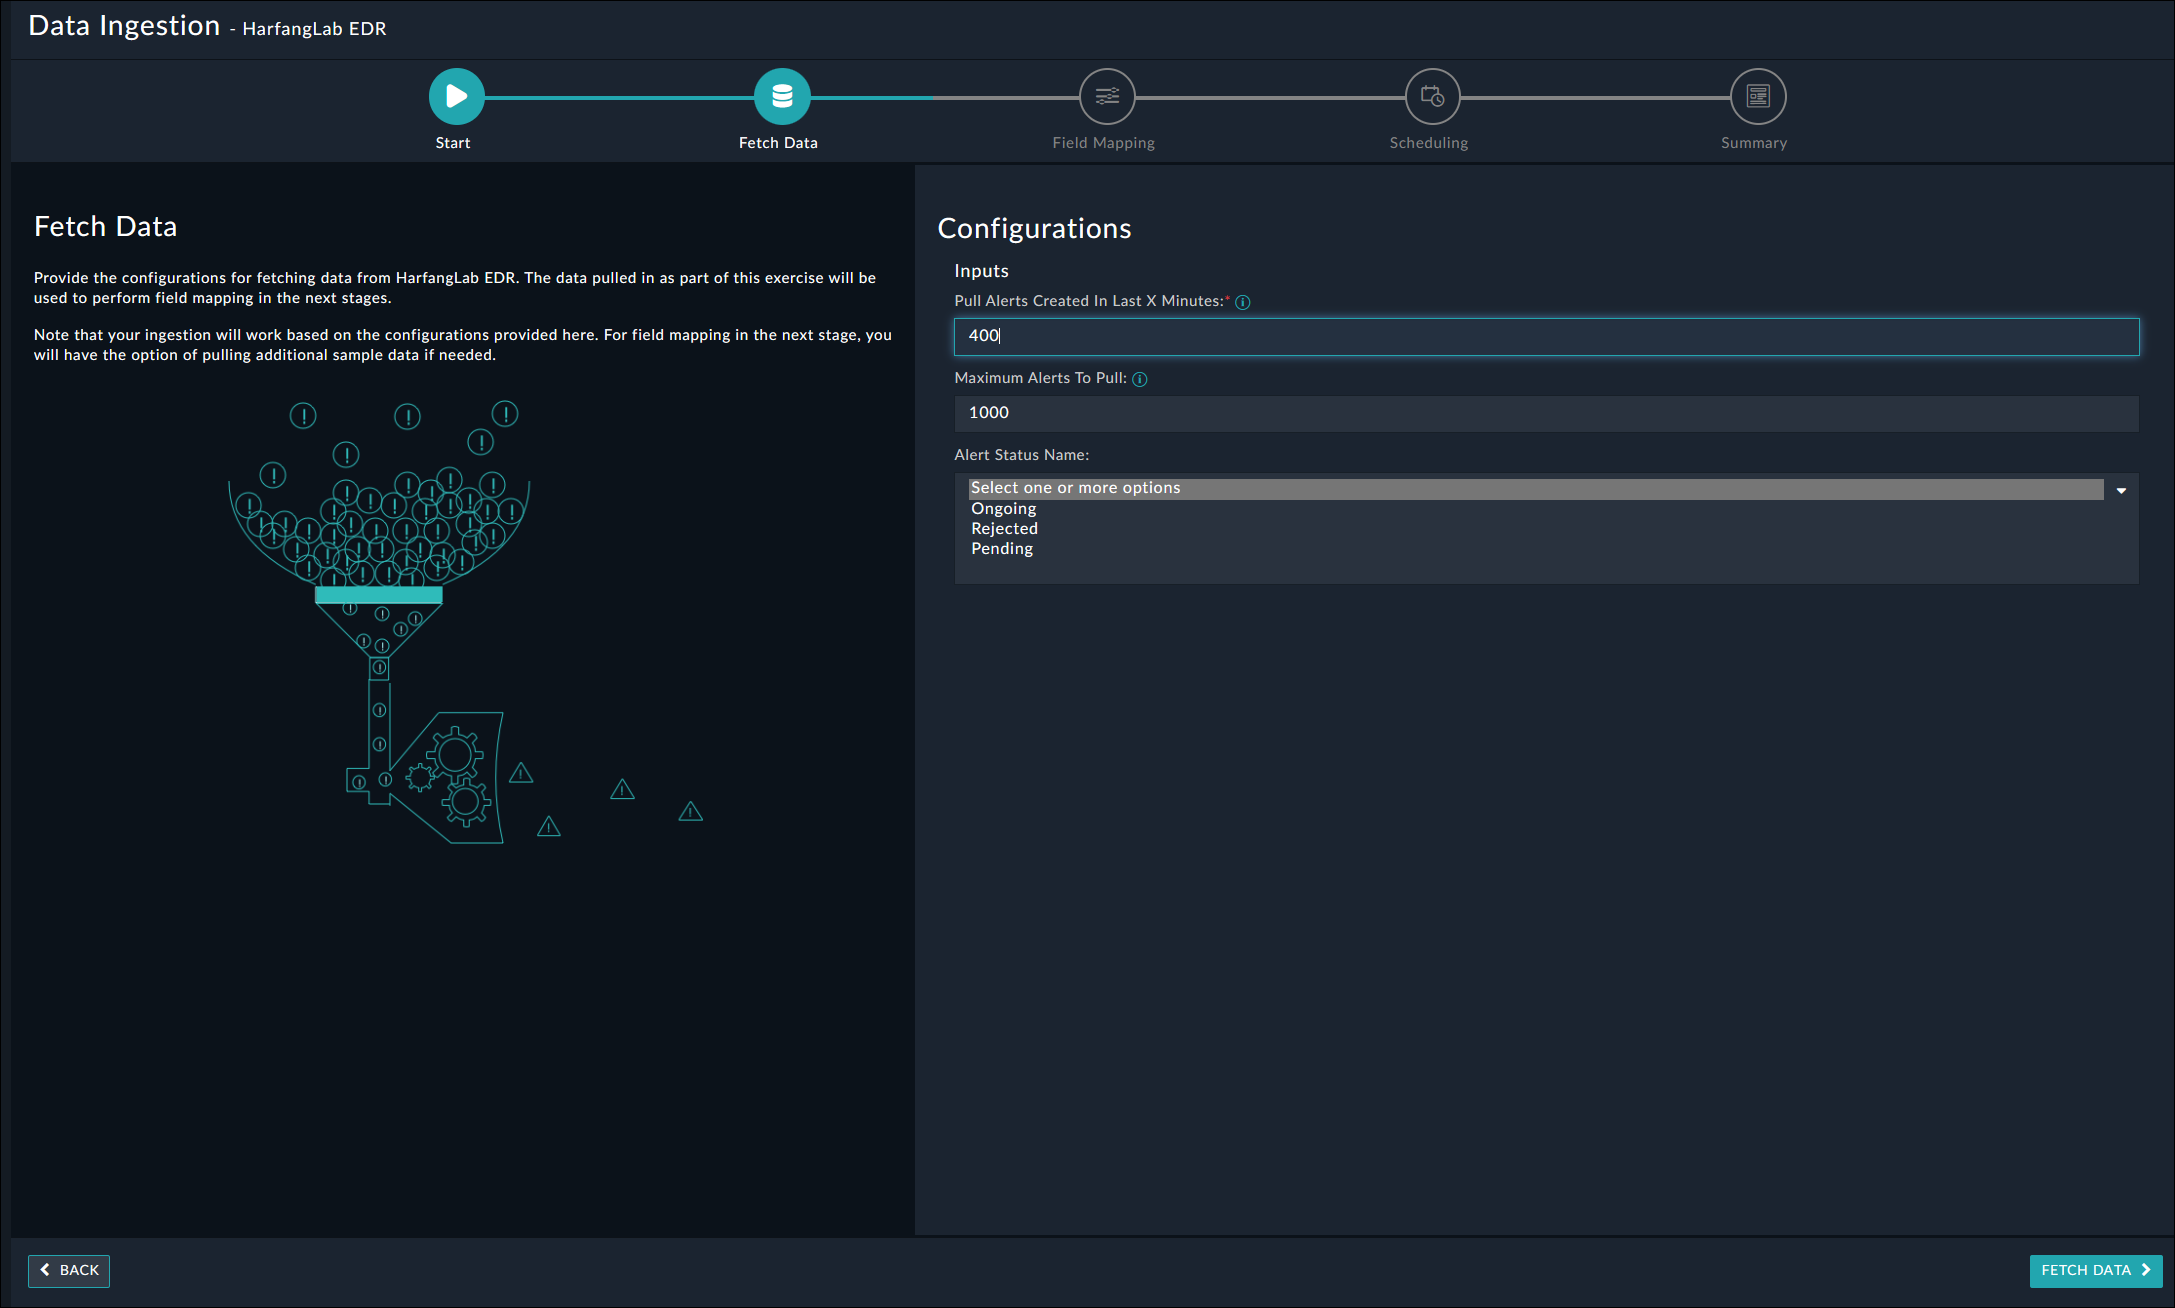 Data Ingestion - HarfangLab EDR
Start
Fetch Data
Field Mapping
Scheduling
Summary
Fetch Data
Provide the configurations for fetching data from HarfangLab EDR. The data pulled in as part of this exercise will be
used to perform field mapping in the next stages.
Note that your ingestion will work based on the configurations provided here. For field mapping in the next stage, you
will have the option of pulling additional sample data if needed.
Configurations
Inputs
Pull Alerts Created In Last X Minutes:*
400
Maximum Alerts To Pull:
1000
Alert Status Name:
Select one or more options
Ongoing
Rejected
Pending
BACK
FETCH DATA